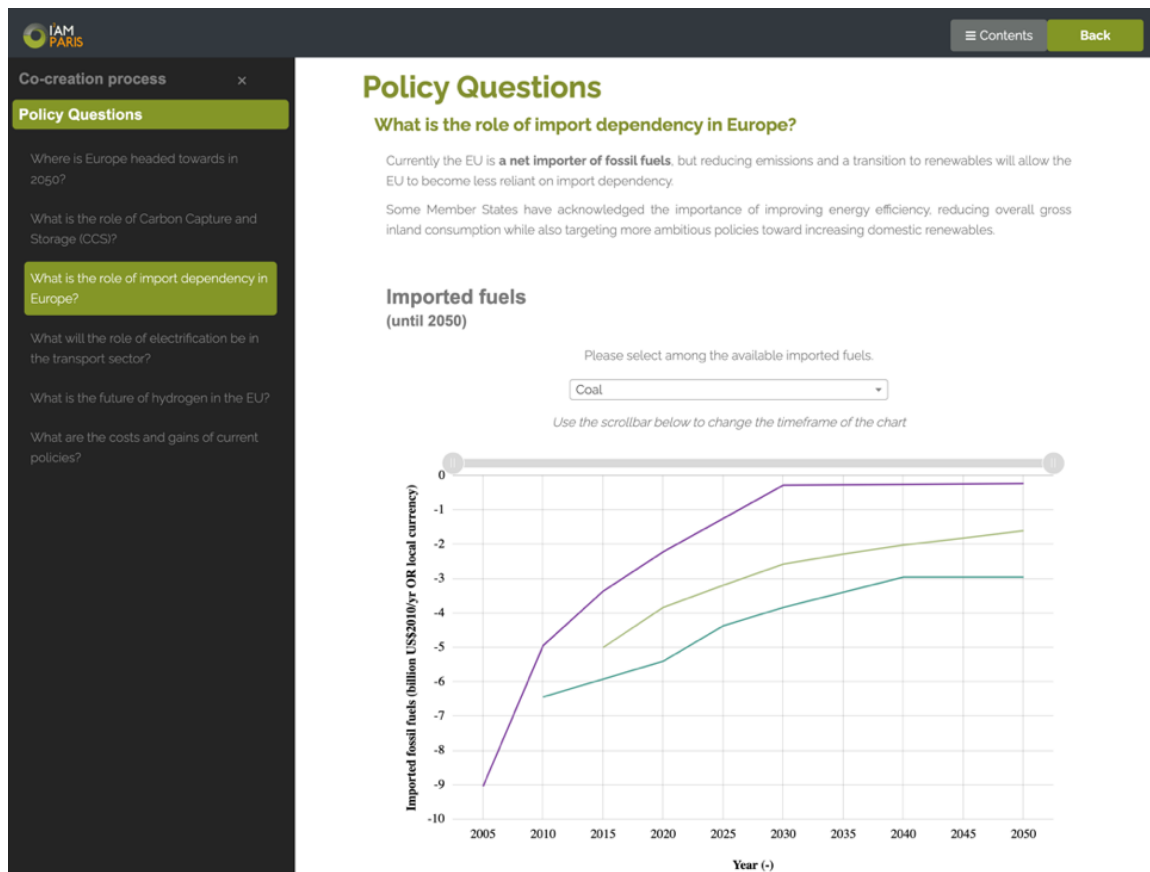 I'AM
PARIS
≡ Contents
Back
Co-creation process ×
Policy Questions
Where is Europe headed towards in
2050?
What is the role of Carbon Capture and
Storage (CCS)?
What is the role of import dependency in
Europe?
What will the role of electrification be in
the transport sector?
What is the future of hydrogen in the EU?
What are the costs and gains of current
policies?
Policy Questions
What is the role of import dependency in Europe?
Currently the EU is a net importer of fossil fuels, but reducing emissions and a transition to renewables will allow the
EU to become less reliant on import dependency.
Some Member States have acknowledged the importance of improving energy efficiency, reducing overall gross
inland consumption while also targeting more ambitious policies toward increasing domestic renewables.
Imported fuels
(until 2050)
Please select among the available imported fuels.
Coal
Use the scrollbar below to change the timeframe of the chart
Imported fossil fuels (billion US$2010/yr OR local currency)
0
-1
-2
-3
-4
-5
-6
-7
-8
-9
-10
2005 2010 2015 2020 2025 2030 2035 2040 2045 2050
Year (-)